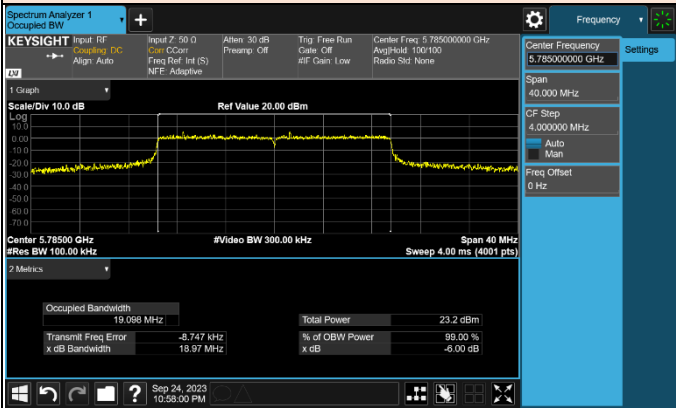 Spectrum Analyzer 1
Occupied BW
Frequency
KEYSIGHT
Input: RF
Coupling: DC
Align: Auto
Input Z: 50 Ω
Corr CCorr
Freq Ref: Int (S)
NFE: Adaptive
Atten: 30 dB
Preamp: Off
Trig: Free Run
Gate: Off
#IF Gain: Low
Center Freq: 5.785000000 GHz
Avg|Hold: 100/100
Radio Std: None
LXI
1 Graph
Scale/Div 10.0 dB
Ref Value 20.00 dBm
Log
10.0
0.00
-10.0
-20.0
-30.0
-40.0
-50.0
-60.0
-70.0
Center 5.78500 GHz
#Video BW 300.00 kHz
Span 40 MHz
#Res BW 100.00 kHz
Sweep 4.00 ms (4001 pts)
2 Metrics
Occupied Bandwidth
19.098 MHz
Total Power
23.2 dBm
Transmit Freq Error
-8.747 kHz
% of OBW Power
99.00 %
x dB Bandwidth
18.97 MHz
x dB
-6.00 dB
Center Frequency
5.785000000 GHz
Settings
Span
40.000 MHz
CF Step
4.000000 MHz
Auto
Man
Freq Offset
0 Hz
?
Sep 24, 2023
10:58:00 PM